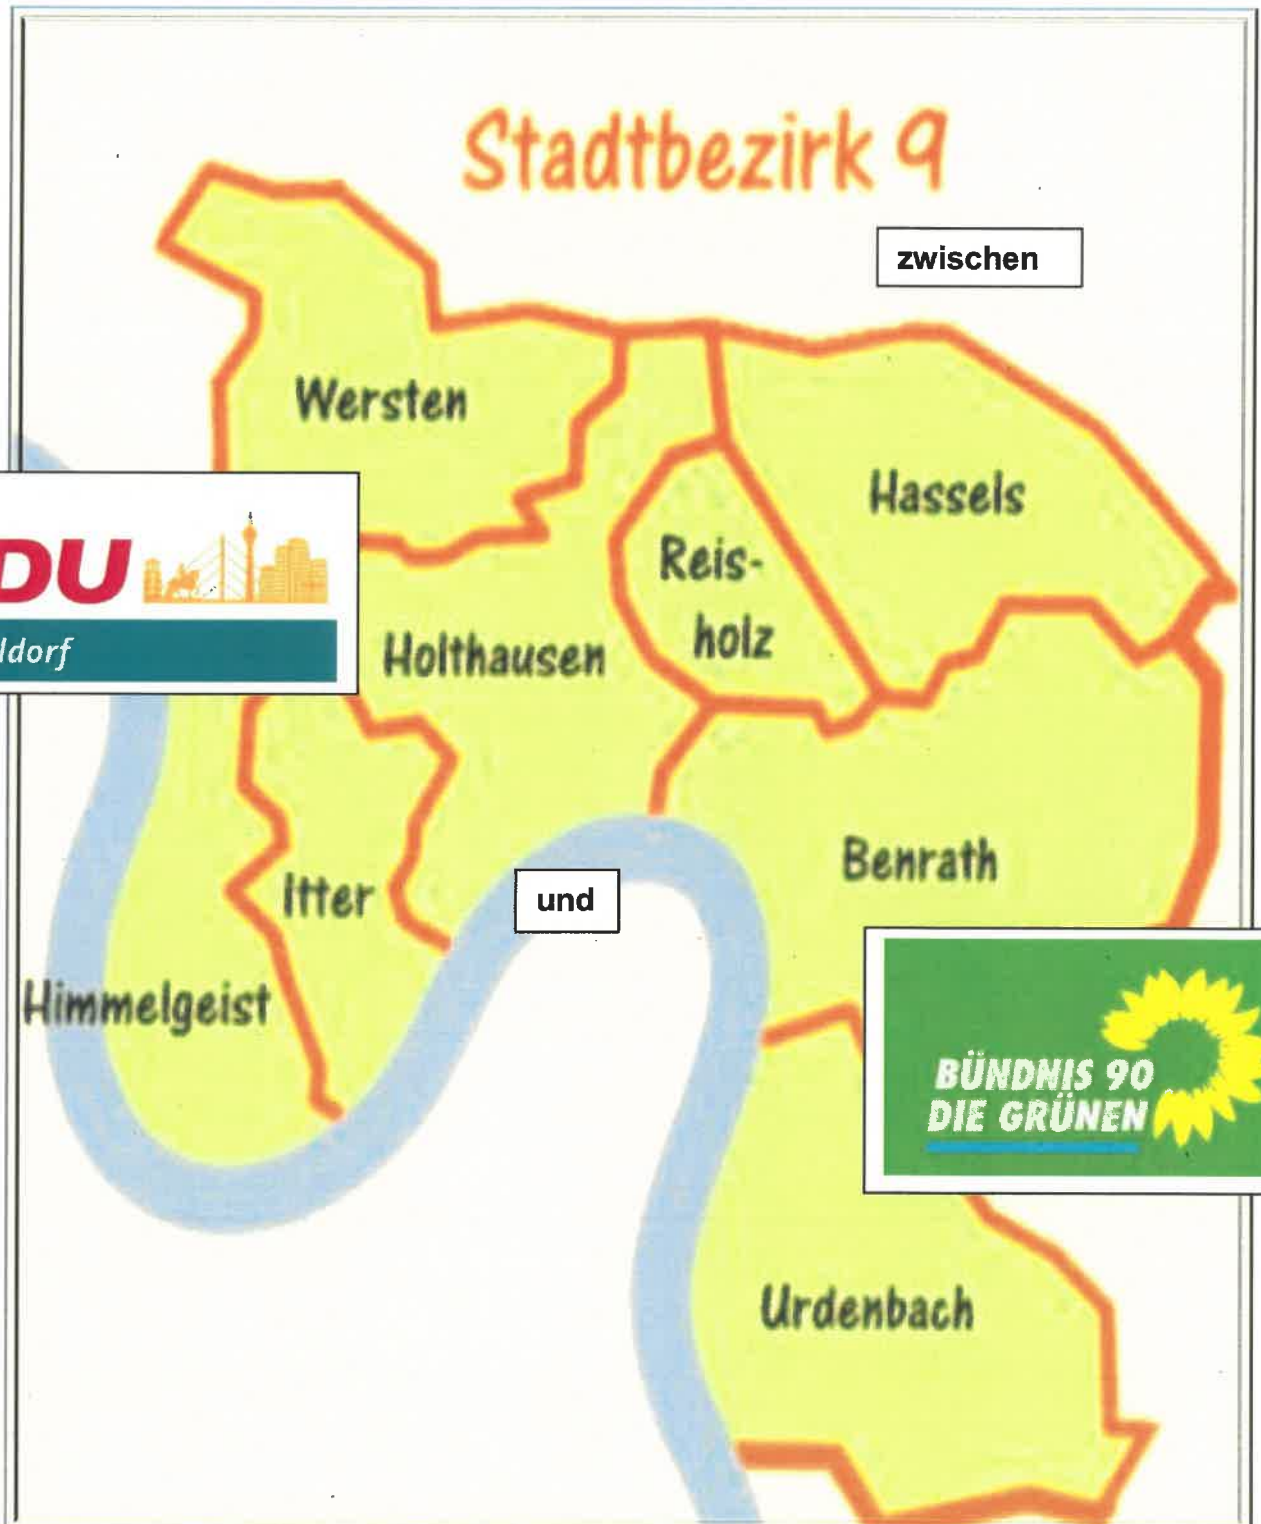 Stadtbezirk 9
zwischen
Wersten
Hassels
Reis-
holz
DU
ldorf
Holthausen
Benrath
Itter
und
Himmelgeist
BÜNDNIS 90
DIE GRÜNEN
Urdenbach